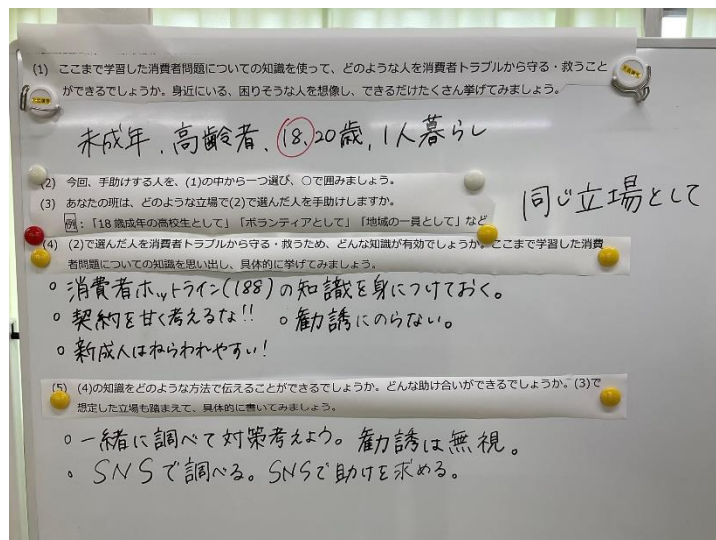 (1) ここまで学習した消費者問題についての知識を使って、どのような人を消費者トラブルから守る・救うこと
ができるでしょうか。身近にいる、困りそうな人を想像し、できるだけたくさん挙げてみましょう。
未成年、高齢者、18、20歳、1人暮らし
(2) 今回、手助けする人を、(1)の中から一つ選び、○で囲みましょう。
(3) あなたの班は、どのような立場で(2)で選んだ人を手助けしますか。
例：「18歳成年の高校生として」「ボランティアとして」「地域の一員として」など
同じ立場として
(4) (2)で選んだ人を消費者トラブルから守る・救うため、どんな知識が有効でしょうか。ここまで学習した消費
者問題についての知識を思い出し、具体的に挙げてみましょう。
○消費者ホットライン(188)の知識を身につけておく。
○契約を甘く考えるな!! ○勧誘にのらない。
○新成人はねらわれやすい!
(5) (4)の知識をどのような方法で伝えることができるでしょうか。どんな助け合いができるでしょうか。(3)で
想定した立場も踏まえて、具体的に書いてみましょう。
○一緒に調べて対策考えよう。勧誘は無視。
○SNSで調べる。SNSで助けを求める。